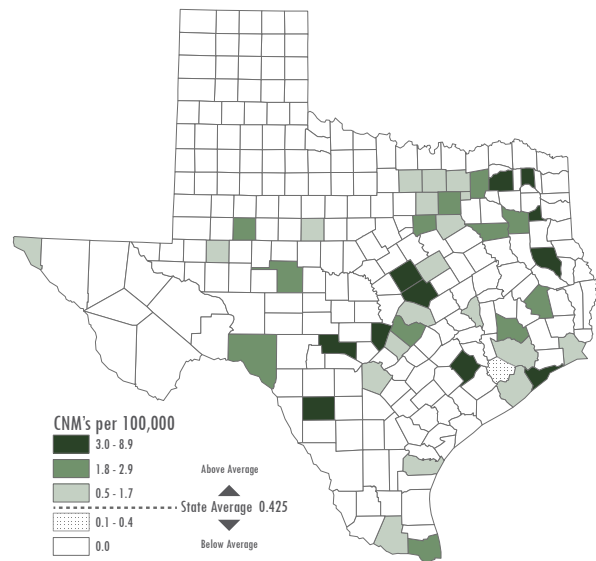 CNM's per 100,000
3.0 - 8.9
1.8 - 2.9
Above Average
0.5 - 1.7
State Average 0.425
0.1 - 0.4
0.0
Below Average